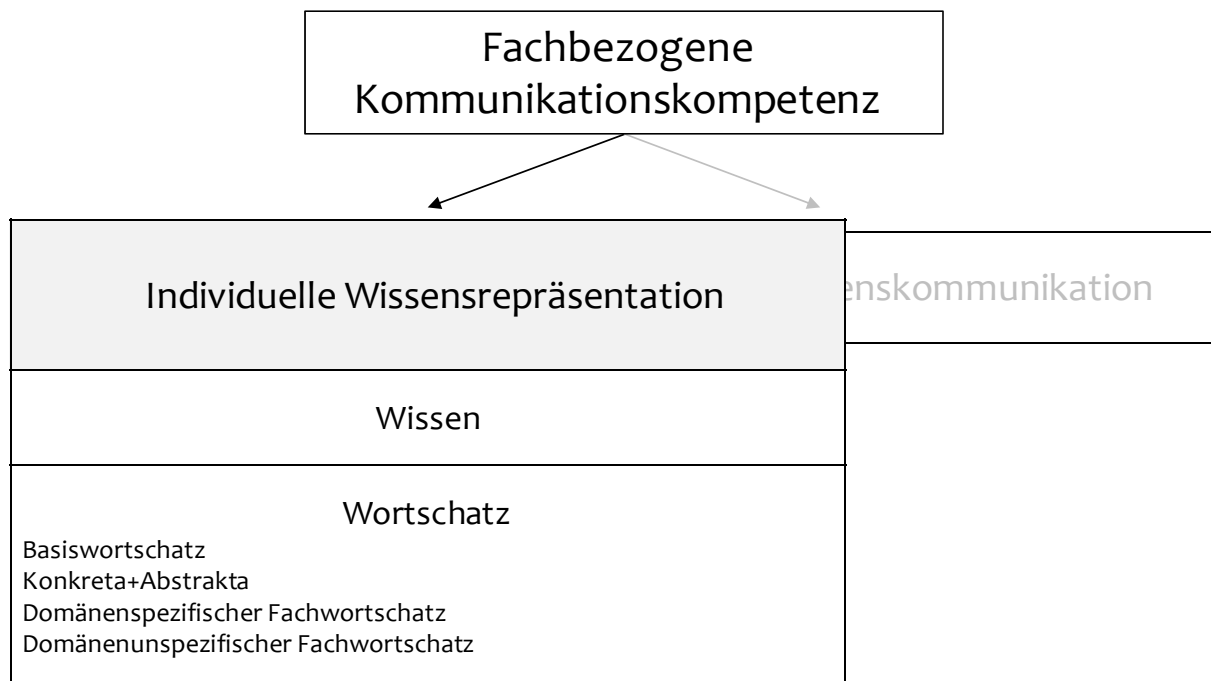 Fachbezogene
Kommunikationskompetenz
Individuelle Wissensrepräsentation
enskommunikation
Wissen
Wortschatz
Basiswortschatz
Konkreta+Abstrakta
Domänenspezifischer Fachwortschatz
Domänenunspezifischer Fachwortschatz